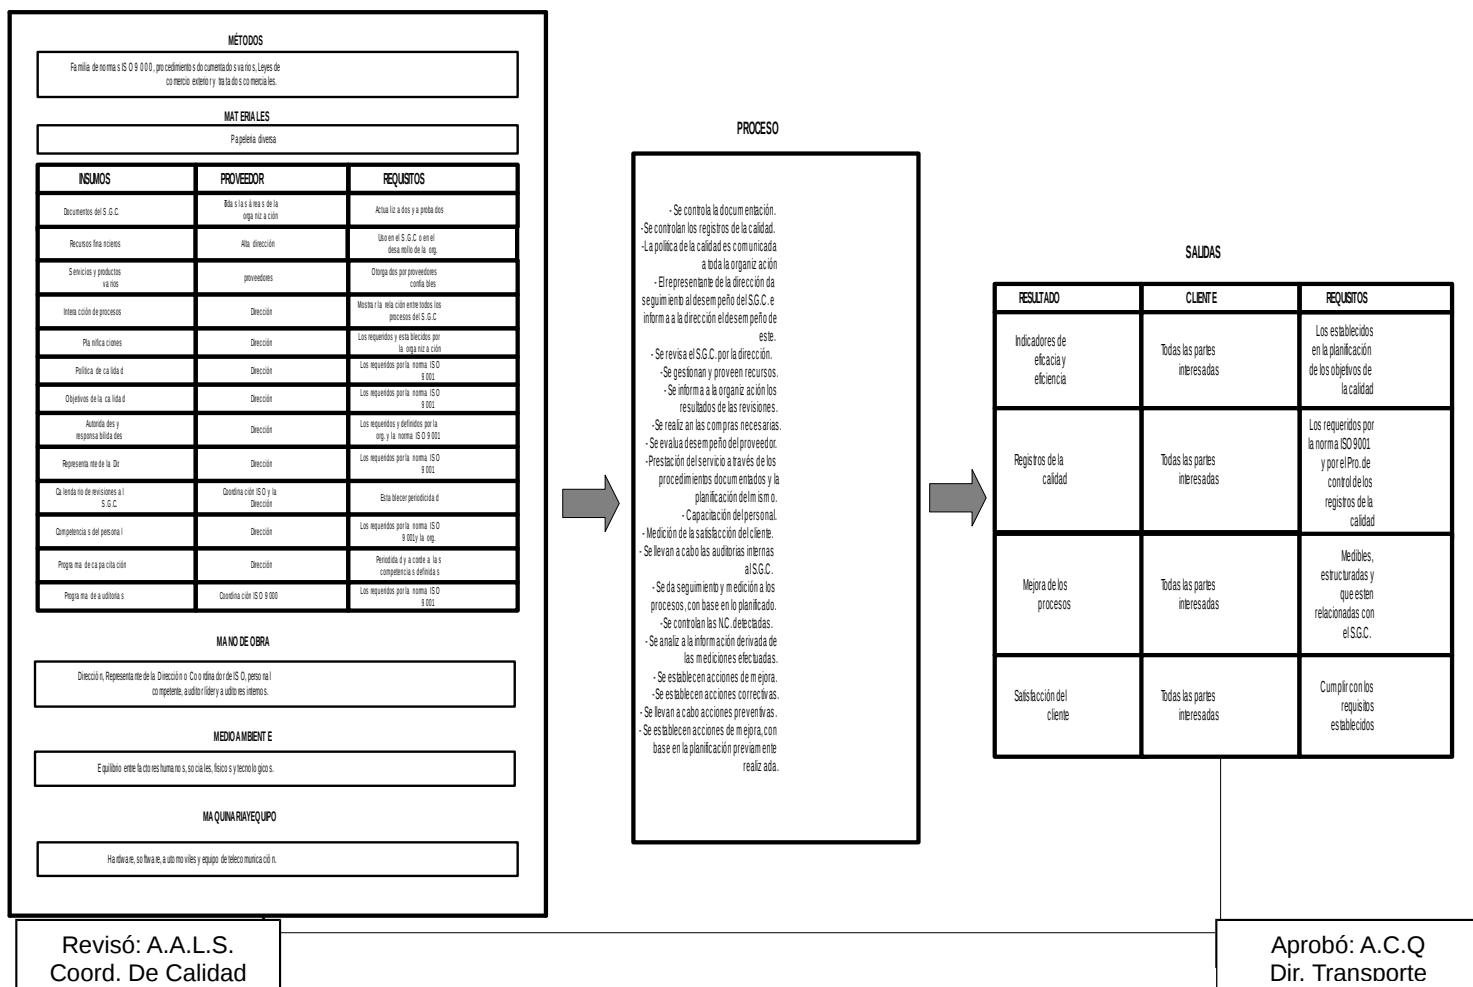 MÉTODOS
Familia de normas ISO 9000, procedimientos documentados varios, Leyes de
comercio exterior y tratados comerciales.
MATERIALES
Papeleria diversa
INSUMOS PROVEEDOR REQUISITOS
Documentos del S.G.C.
Todas las áreas de la
organización
Actualizados y aprobados
Recursos financieros
Alta dirección
Uso en el S.G.C o en el
desarrollo de la org.
Servicios y productos
varios
proveedores
Otorgados por proveedores
confiables
Interacción de procesos
Dirección
Mostrar la relación entre todos los
procesos del S.G.C
Planificaciones
Dirección
Los requeridos y establecidos por
la organización
Política de calidad
Dirección
Los requeridos por la norma ISO
9001
Objetivos de la calidad
Dirección
Los requeridos por la norma ISO
9001
Autoridades y
responsabilidades
Dirección
Los requeridos y definidos por la
org. y la norma ISO 9001
Representante de la Dir
Dirección
Los requeridos por la norma ISO
9001
Calendario de revisiones al
S.G.C.
Coordinación ISO y la
Dirección
Establecer periodicidad
Competencias del personal
Dirección
Los requeridos por la norma ISO
9001y la org.
Programa de capacitación
Dirección
Periodidad y acorde a las
competencias definidas
Programa de auditorias
Coordinación ISO 9000
Los requeridos por la norma ISO
9001
MANO DE OBRA
Dirección, Representante de la Dirección o Coordinador de ISO, personal
competente, auditor líder y auditores internos.
MEDIO AMBIENTE
Equilibrio entre factores humanos, sociales, físicos y tecnologicos.
MAQUINARIA Y EQUIPO
Hardware, software, automoviles y equipo de telecomunicación.
PROCESO
- Se controla la documentación.
- Se controlan los registros de la calidad.
-La política de la calidad es comunicada
a toda la organización
- El representante de la dirección da
seguimiento al desempeño del S.G.C. e
informa a la dirección el desempeño de
este.
- Se revisa el S.G.C. por la dirección.
- Se gestionan y proveen recursos.
- Se informa a la organización los
resultados de las revisiones.
-Se realizan las compras necesarias.
- Se evalua desempeño del proveedor.
-Prestación del servicio a través de los
procedimientos documentados y la
planificación del mismo.
- Capacitación del personal.
- Medición de la satisfacción del cliente.
- Se llevan a cabo las auditorias internas
al S.G.C.
- Se da seguimiento y medición a los
procesos, con base en lo planificado.
-Se controlan las N.C. detectadas.
- Se analiza la información derivada de
las mediciones efectuadas.
- Se establecen acciones de mejora.
- Se establecen acciones correctivas.
- Se llevan a cabo acciones preventivas.
- Se establecen acciones de mejora, con
base en la planificación previamente
realizada.
SALIDAS
RESULTADO CLIENTE REQUISITOS
Indicadores de
eficacia y
eficiencia
Todas las partes
interesadas
Los establecidos
en la planificación
de los objetivos de
la calidad
Registros de la
calidad
Todas las partes
interesadas
Los requeridos por
la norma ISO 9001
y por el Pro. de
control de los
registros de la
calidad
Mejora de los
procesos
Todas las partes
interesadas
Medibles,
estructuradas y
que esten
relacionadas con
el S.G.C.
Satisfacción del
cliente
Todas las partes
interesadas
Cumplir con los
requisitos
establecidos
Revisó: A.A.L.S.
Coord. De Calidad
Aprobó: A.C.Q
Dir. Transporte